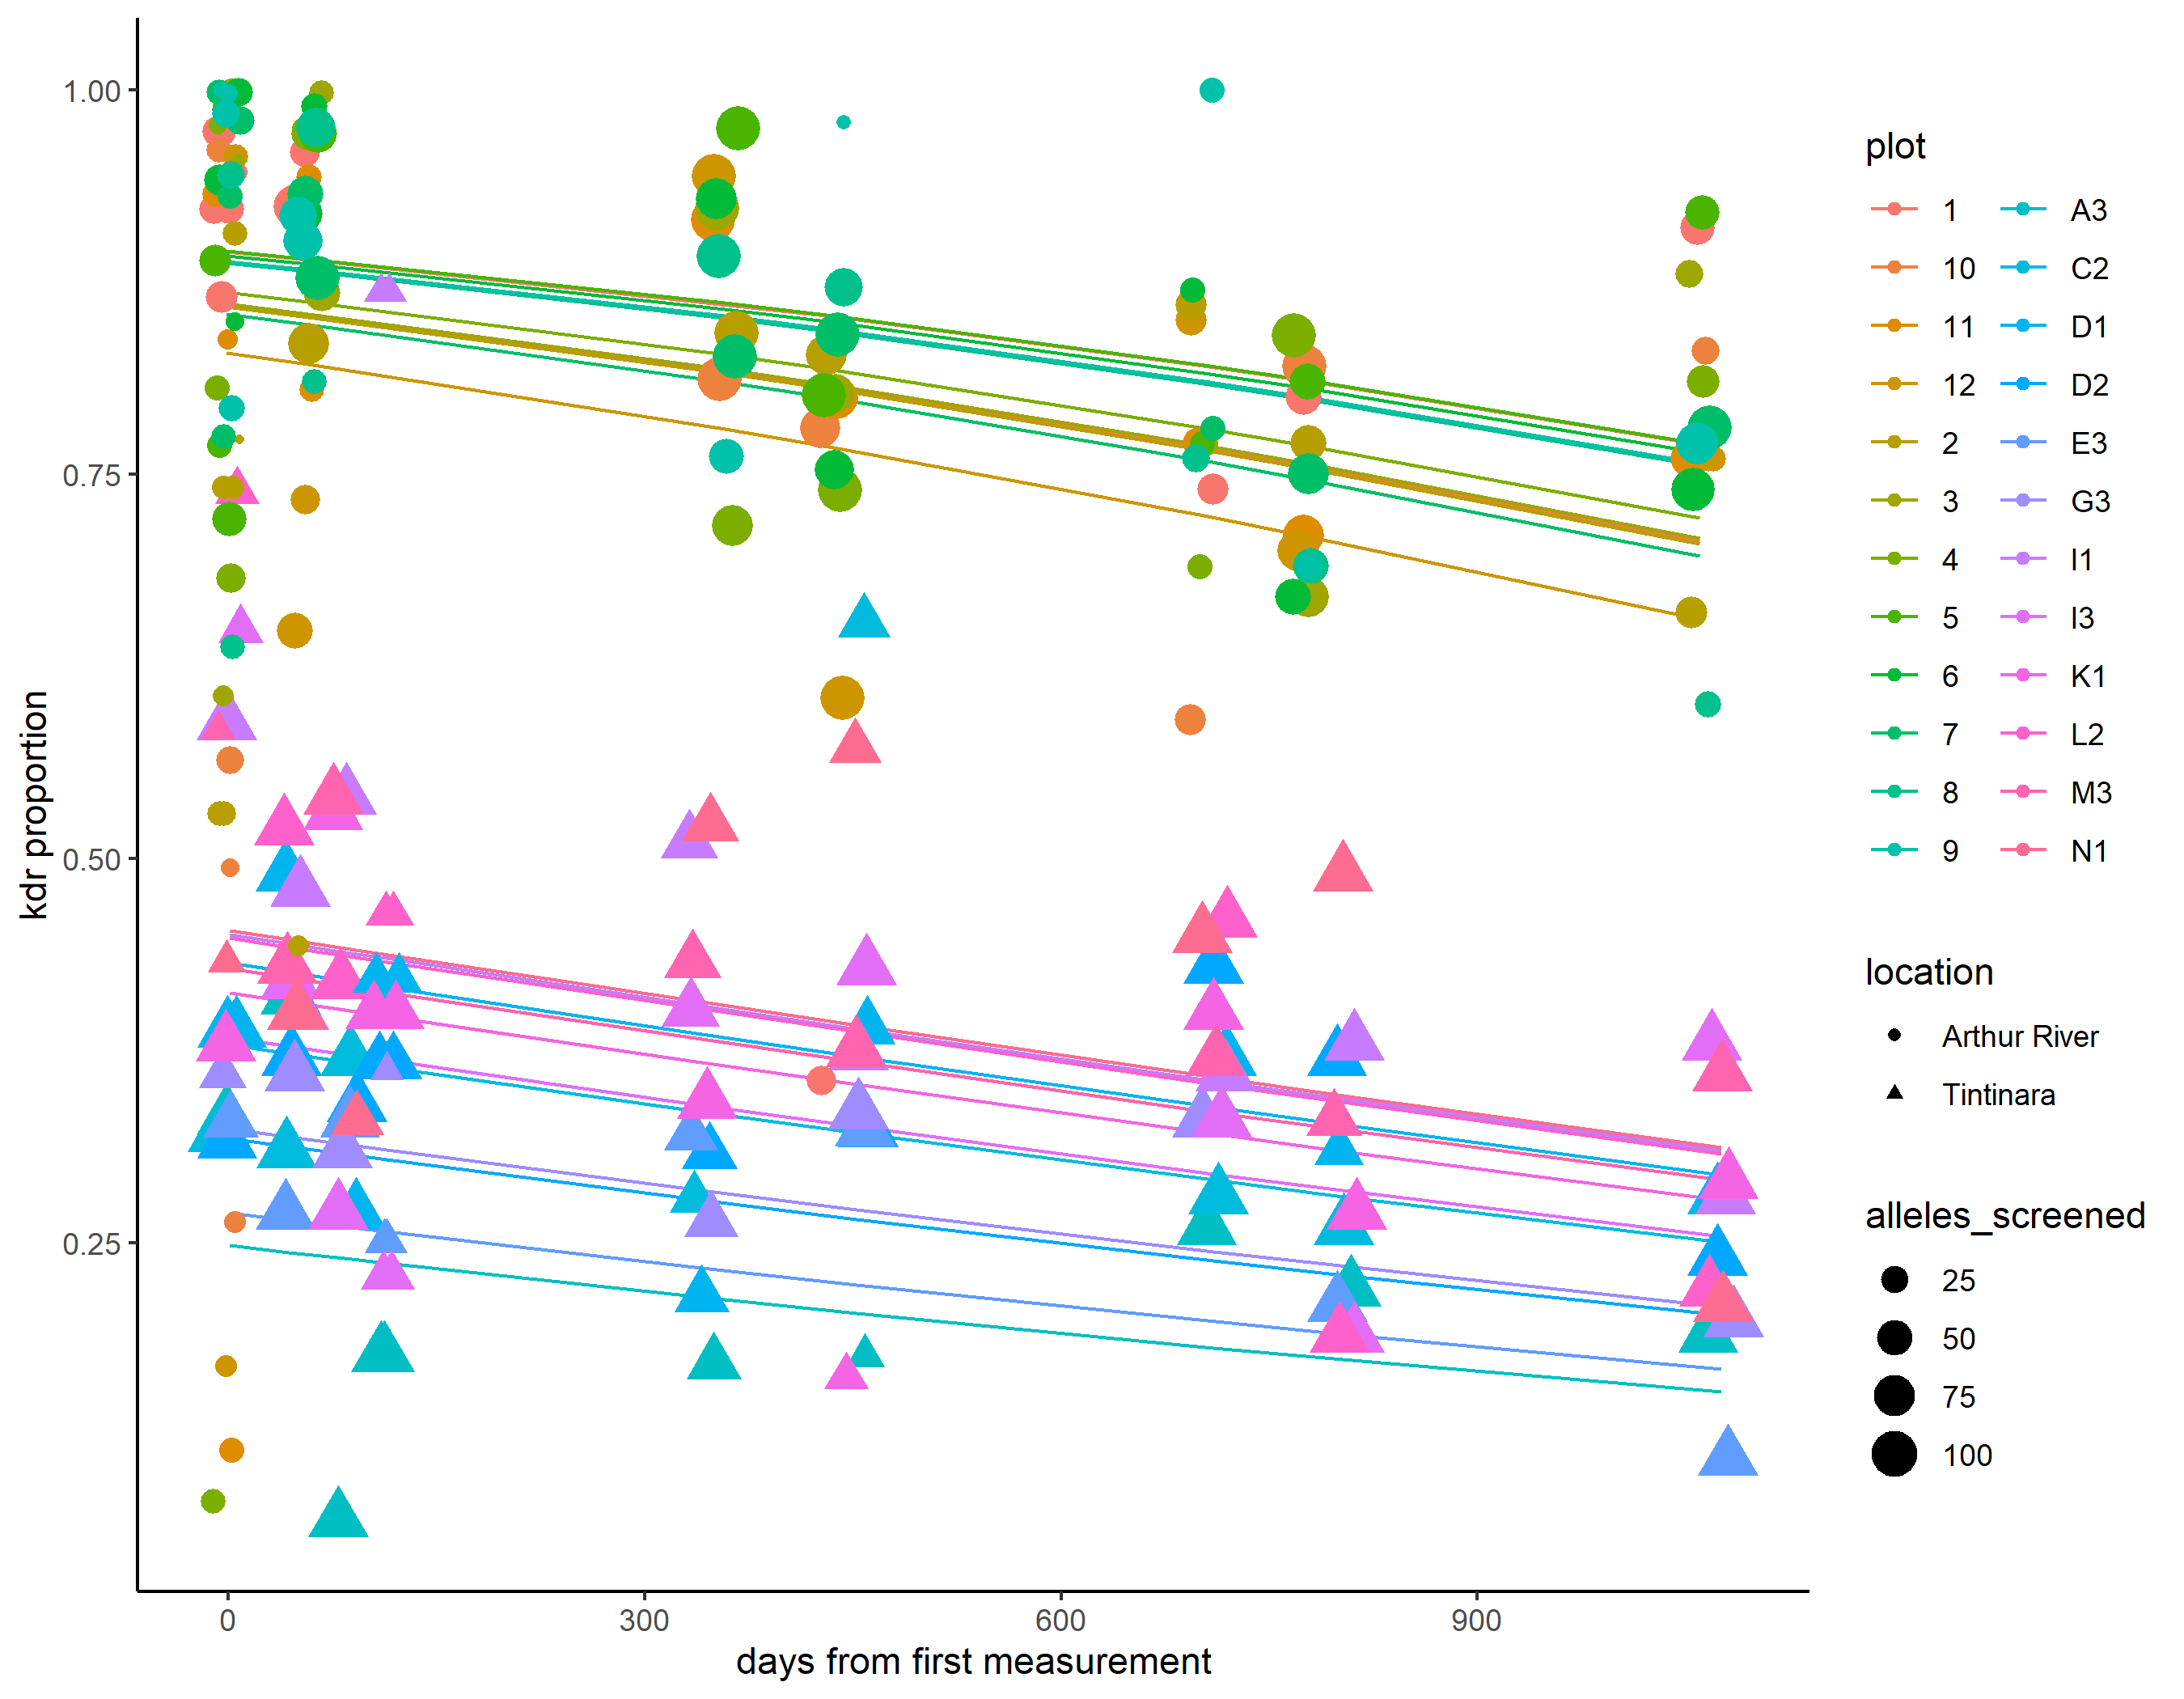 1.00
0.75
0.50
0.25
kdr proportion
0
300
600
900
days from first measurement
plot
1
10
11
12
2
3
4
5
6
7
8
9
A3
C2
D1
D2
E3
G3
I1
I3
K1
L2
M3
N1
location
Arthur River
Tintinara
alleles_screened
25
50
75
100